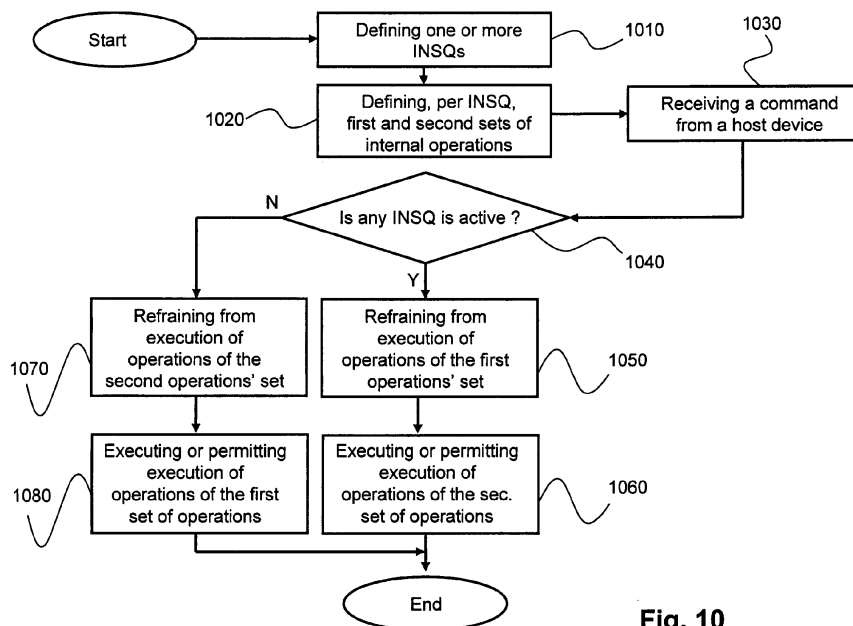 Start
Defining one or more
INSQs
1010
1030
1020
Defining, per INSQ,
first and second sets of
internal operations
Receiving a command
from a host device
N
Is any INSQ is active ?
1040
Y
Refraining from
execution of
operations of the
second operations' set
1070
Refraining from
execution of
operations of the first
operations' set
1050
Executing or permitting
execution of
operations of the first
set of operations
1080
Executing or permitting
execution of
operations of the sec.
set of operations
1060
End
Fig. 10